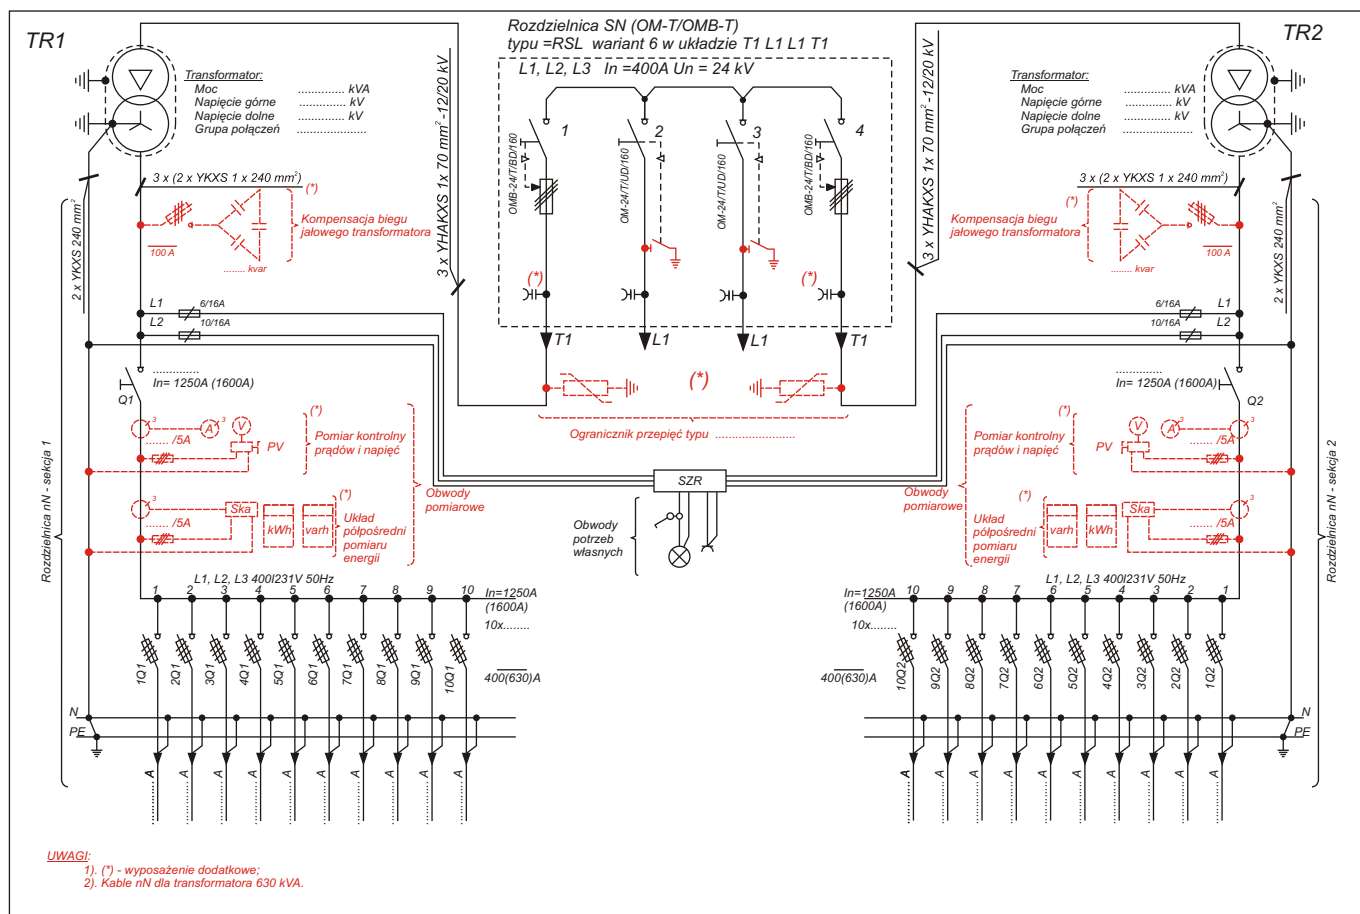 TR1
Rozdzielnica SN (OM-T/OMB-T)
typu =RSL wariant 6 w układzie T1 L1 L1 T1
TR2
L1, L2, L3 In =400A Un = 24 kV
Transformator:
Moc .............. kVA
Napięcie górne .............. kV
Napięcie dolne .............. kV
Grupa połączeń .....................
Transformator:
Moc .............. kVA
Napięcie górne .............. kV
Napięcie dolne .............. kV
Grupa połączeń .....................
3 x YHAKXS 1x 70 mm² -12/20 kV
3 x YHAKXS 1x 70 mm² -12/20 kV
1
2
3
4
OMB-24/T/BD/160
OM-24/T/UD/160
OM-24/T/UD/160
OMB-24/T/BD/160
(*)
(*)
T1
L1
L1
T1
(*)
Ogranicznik przepięć typu .......................
3 x (2 x YKXS 1 x 240 mm²)
(*)
Kompensacja biegu
jałowego transformatora
100 A
........ kvar
2 x YKXS 240 mm²
L1
6/16A
L2
10/16A
..............
In= 1250A (1600A)
Q1
3
A
3
V
....... /5A
PV
(*)
Pomiar kontrolny
prądów i napięć
3
Ska
....... /5A
kWh
varh
(*)
Układ
półpośredni
pomiaru
energii
Obwody
pomiarowe
Rozdzielnica nN - sekcja 1
3 x (2 x YKXS 1 x 240 mm²)
(*)
Kompensacja biegu
jałowego transformatora
100 A
........ kvar
2 x YKXS 240 mm²
6/16A
L1
10/16A
L2
..............
In= 1250A (1600A)
Q2
(*)
Pomiar kontrolny
prądów i napięć
V
A
3
3
....... /5A
PV
Obwody
pomiarowe
(*)
Układ
półpośredni
pomiaru
energii
varh
kWh
Ska
3
....... /5A
Rozdzielnica nN - sekcja 2
SZR
Obwody
potrzeb
własnych
L1, L2, L3 400I231V 50Hz
1 2 3 4 5 6 7 8 9 10
In=1250A
(1600A)
10x........
400(630)A
1Q1 2Q1 3Q1 4Q1 5Q1 6Q1 7Q1 8Q1 9Q1 10Q1
N
PE
........ A ........ A ........ A ........ A ........ A ........ A ........ A ........ A ........ A ........ A
L1, L2, L3 400I231V 50Hz
10 9 8 7 6 5 4 3 2 1
In=1250A
(1600A)
10x........
400(630)A
10Q2 9Q2 8Q2 7Q2 6Q2 5Q2 4Q2 3Q2 2Q2 1Q2
N
PE
........ A ........ A ........ A ........ A ........ A ........ A ........ A ........ A ........ A ........ A
UWAGI:
1). (*) - wyposażenie dodatkowe;
2). Kable nN dla transformatora 630 kVA.